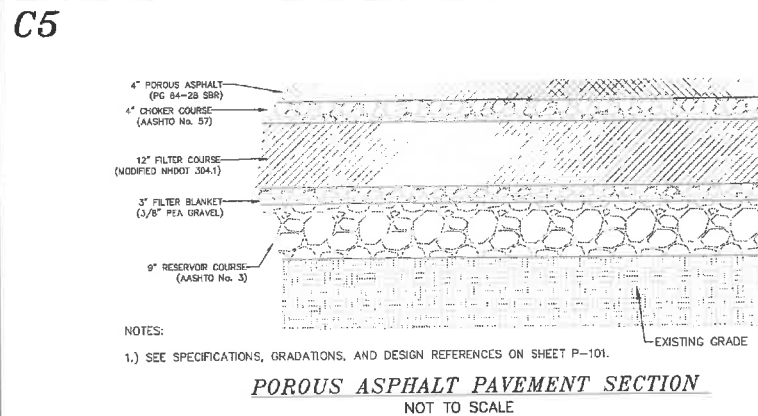 C5
4" POROUS ASPHALT
(PG 64-28 SBR)
4" CHOKER COURSE
(AASHTO No. 57)
12" FILTER COURSE
(MODIFIED NHDOT 304.1)
3" FILTER BLANKET
(3/8" PEA GRAVEL)
9" RESERVOIR COURSE
(AASHTO No. 3)
EXISTING GRADE
NOTES:
1.) SEE SPECIFICATIONS, GRADATIONS, AND DESIGN REFERENCES ON SHEET P-101.
POROUS ASPHALT PAVEMENT SECTION
NOT TO SCALE